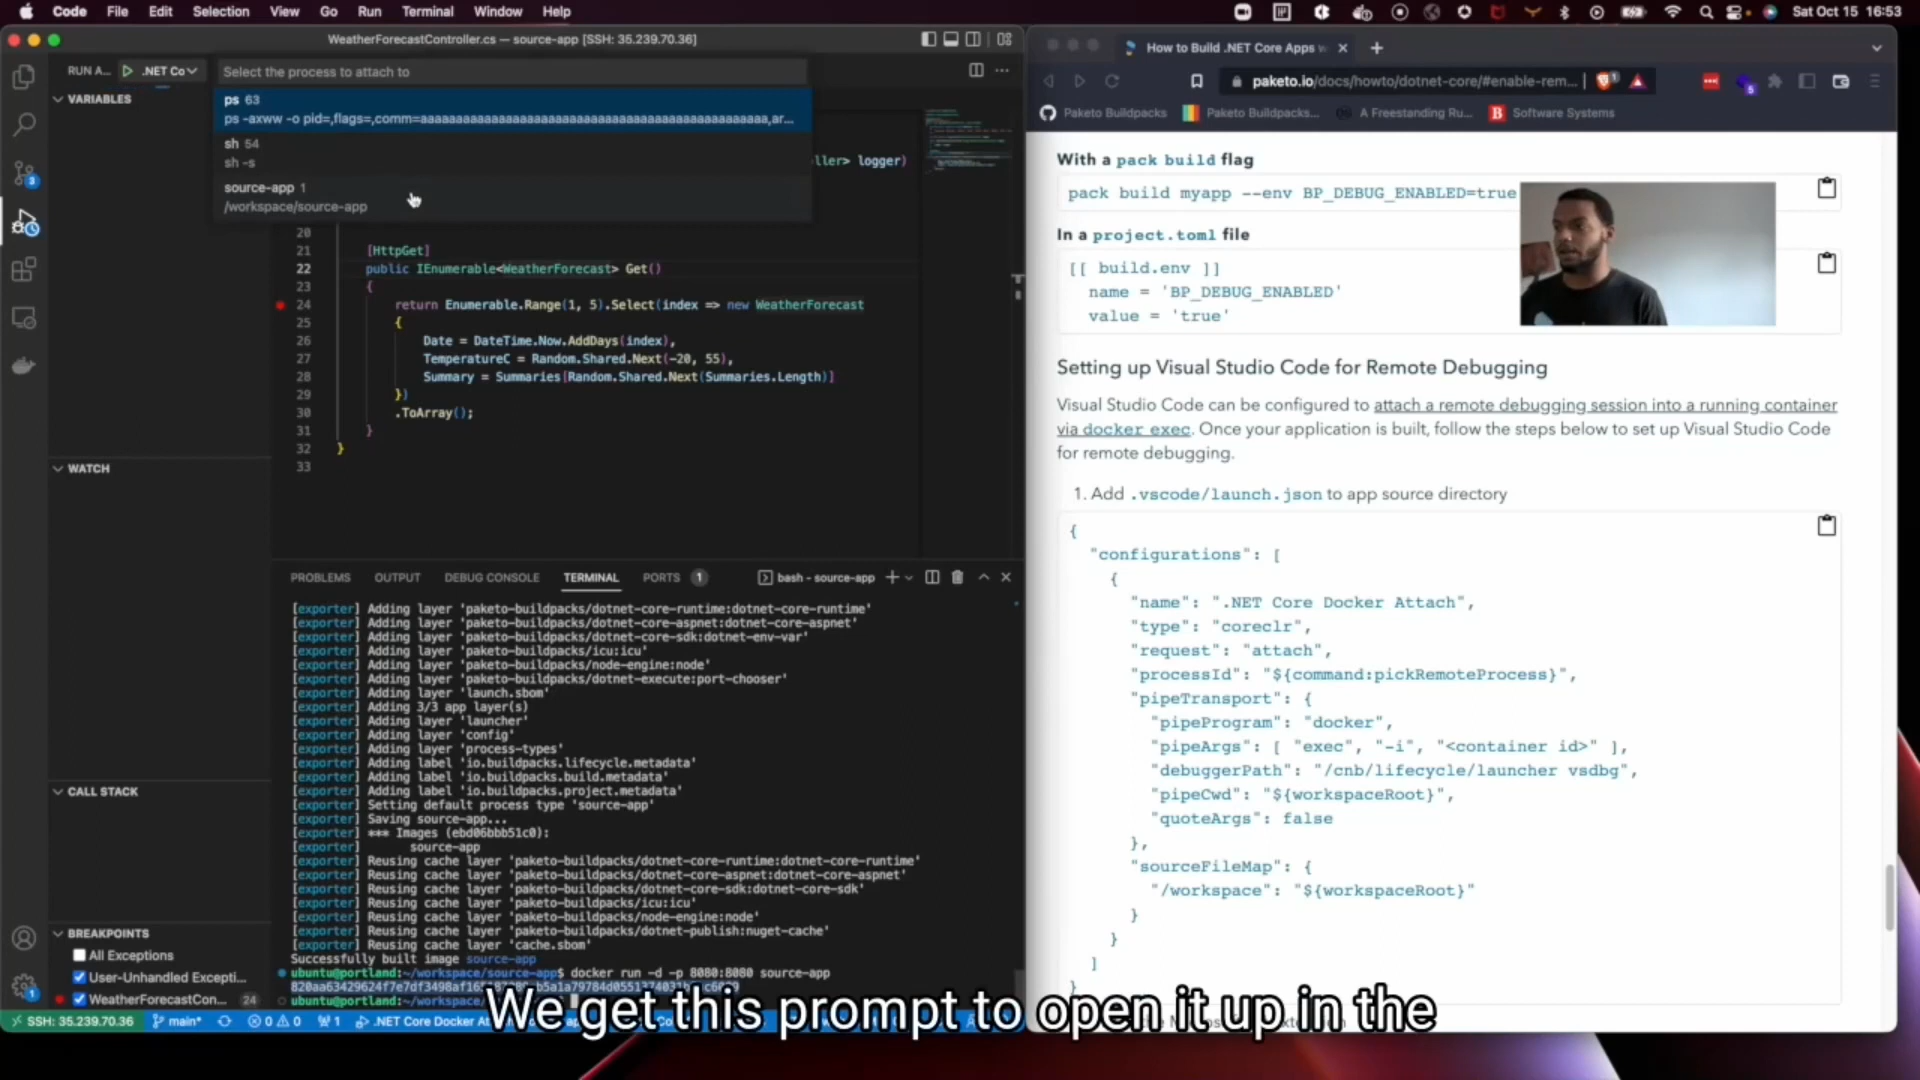 Code File Edit Selection View Go Run Terminal Window Help
Sat Oct 15 16:53
WeatherForecastController.cs — source-app [SSH: 35.239.70.36]
RUN A... .NET Co
Select the process to attach to
VARIABLES
ps 63
ps -axww -o pid=,flags=,comm=aaaaaaaaaaaaaaaaaaaaaaaaaaaaaaaaaaaaaaaaaaaaaaaaaa,ar...
sh 54
sh -s
ller> logger)
source-app 1
/workspace/source-app
20
21 [HttpGet]
22 public IEnumerable<WeatherForecast> Get()
23 {
24 return Enumerable.Range(1, 5).Select(index => new WeatherForecast
25 {
26 Date = DateTime.Now.AddDays(index),
27 TemperatureC = Random.Shared.Next(-20, 55),
28 Summary = Summaries[Random.Shared.Next(Summaries.Length)]
29 })
30 .ToArray();
31 }
32 }
33
WATCH
CALL STACK
BREAKPOINTS
All Exceptions
User-Unhandled Excepti...
WeatherForecastCon... 24
PROBLEMS OUTPUT DEBUG CONSOLE TERMINAL PORTS 1 bash - source-app
[exporter] Adding layer 'paketo-buildpacks/dotnet-core-runtime:dotnet-core-runtime'
[exporter] Adding layer 'paketo-buildpacks/dotnet-core-aspnet:dotnet-core-aspnet'
[exporter] Adding layer 'paketo-buildpacks/dotnet-core-sdk:dotnet-env-var'
[exporter] Adding layer 'paketo-buildpacks/icu:icu'
[exporter] Adding layer 'paketo-buildpacks/node-engine:node'
[exporter] Adding layer 'paketo-buildpacks/dotnet-execute:port-chooser'
[exporter] Adding layer 'launch.sbom'
[exporter] Adding 3/3 app layer(s)
[exporter] Adding layer 'launcher'
[exporter] Adding layer 'config'
[exporter] Adding layer 'process-types'
[exporter] Adding label 'io.buildpacks.lifecycle.metadata'
[exporter] Adding label 'io.buildpacks.build.metadata'
[exporter] Adding label 'io.buildpacks.project.metadata'
[exporter] Setting default process type 'source-app'
[exporter] Saving source-app...
[exporter] *** Images (ebd06bbb51c0):
[exporter] source-app
[exporter] Reusing cache layer 'paketo-buildpacks/dotnet-core-runtime:dotnet-core-runtime'
[exporter] Reusing cache layer 'paketo-buildpacks/dotnet-core-aspnet:dotnet-core-aspnet'
[exporter] Reusing cache layer 'paketo-buildpacks/dotnet-core-sdk:dotnet-core-sdk'
[exporter] Reusing cache layer 'paketo-buildpacks/icu:icu'
[exporter] Reusing cache layer 'paketo-buildpacks/node-engine:node'
[exporter] Reusing cache layer 'paketo-buildpacks/dotnet-publish:nuget-cache'
[exporter] Reusing cache layer 'cache.sbom'
Successfully built image source-app
ubuntu@portland:~/workspace/source-app$ docker run -d -p 8080:8080 source-app
ubuntu@portland:~/workspace/
SSH: 35.239.70.36 main* 0 0 1 .NET Core Docker
How to Build .NET Core Apps
paketo.io/docs/howto/dotnet-core/#enable-rem...
Paketo Buildpacks Paketo Buildpacks... A Freestanding Ru... Software Systems
With a pack build flag
pack build myapp --env BP_DEBUG_ENABLED=true
In a project.toml file
[[ build.env ]]
name = 'BP_DEBUG_ENABLED'
value = 'true'
Setting up Visual Studio Code for Remote Debugging
Visual Studio Code can be configured to attach a remote debugging session into a running container
via docker exec. Once your application is built, follow the steps below to set up Visual Studio Code
for remote debugging.
1. Add .vscode/launch.json to app source directory
{
"configurations": [
{
"name": ".NET Core Docker Attach",
"type": "coreclr",
"request": "attach",
"processId": "${command:pickRemoteProcess}",
"pipeTransport": {
"pipeProgram": "docker",
"pipeArgs": [ "exec", "-i", "<container id>" ],
"debuggerPath": "/cnb/lifecycle/launcher vsdbg",
"pipeCwd": "${workspaceRoot}",
"quoteArgs": false
},
"sourceFileMap": {
"/workspace": "${workspaceRoot}"
}
}
]
}
We get this prompt to open it up in the